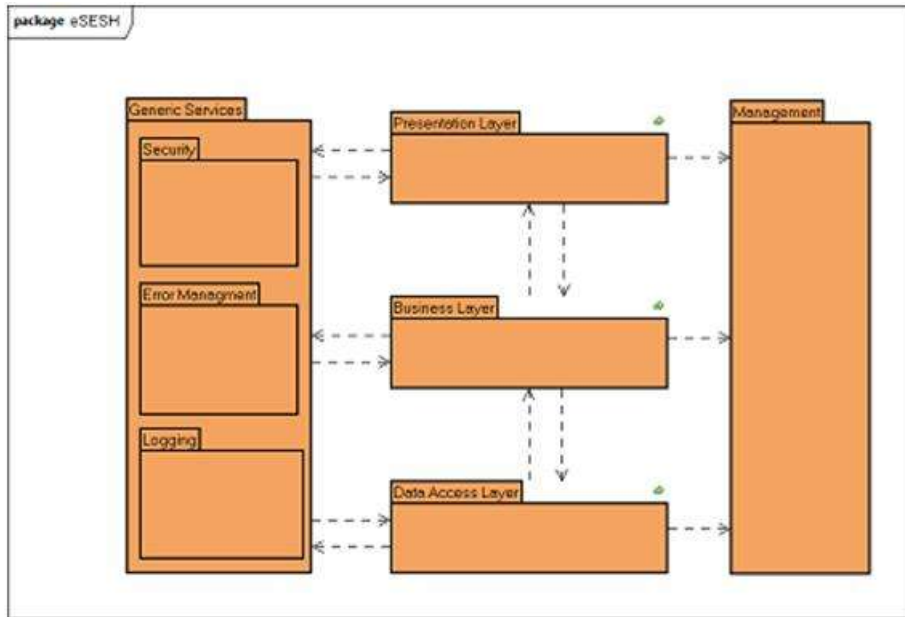 package eSESH
Generic Services
Presentation Layer
Management
Security
Error Managment
Business Layer
Logging
Data Access Layer